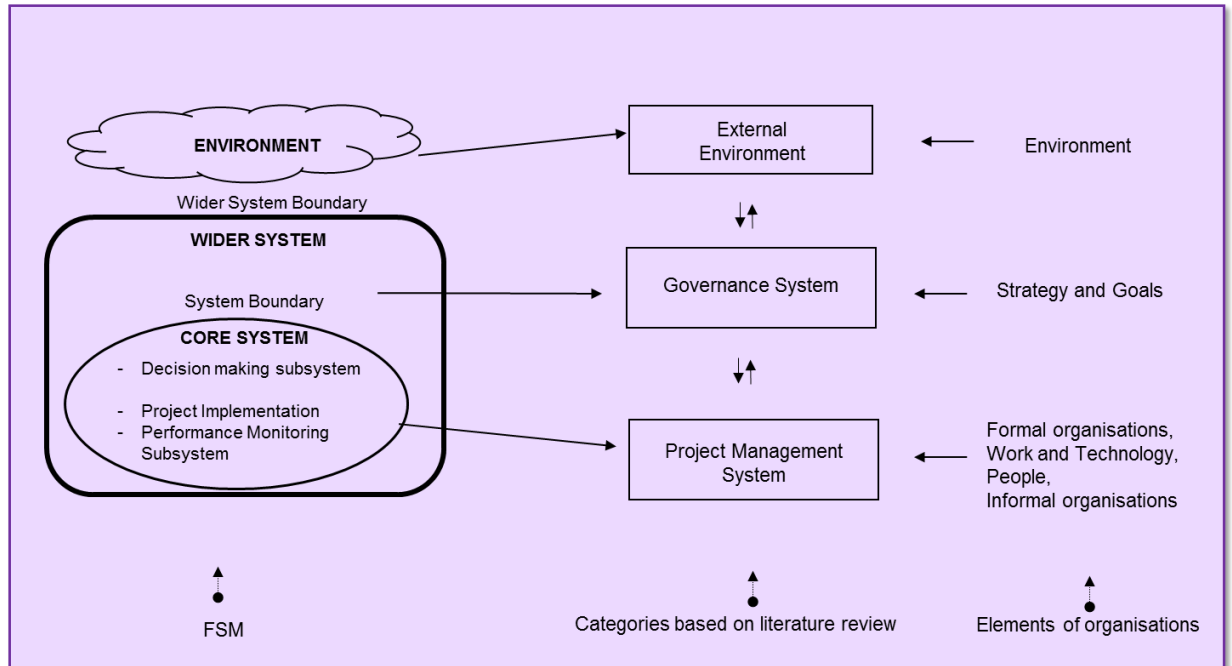 ENVIRONMENT
Wider System Boundary
WIDER SYSTEM
System Boundary
CORE SYSTEM
- Decision making subsystem
- Project Implementation
- Performance Monitoring
Subsystem
FSM
External
Environment
Governance System
Project Management
System
Categories based on literature review
Environment
Strategy and Goals
Formal organisations,
Work and Technology,
People,
Informal organisations
Elements of organisations